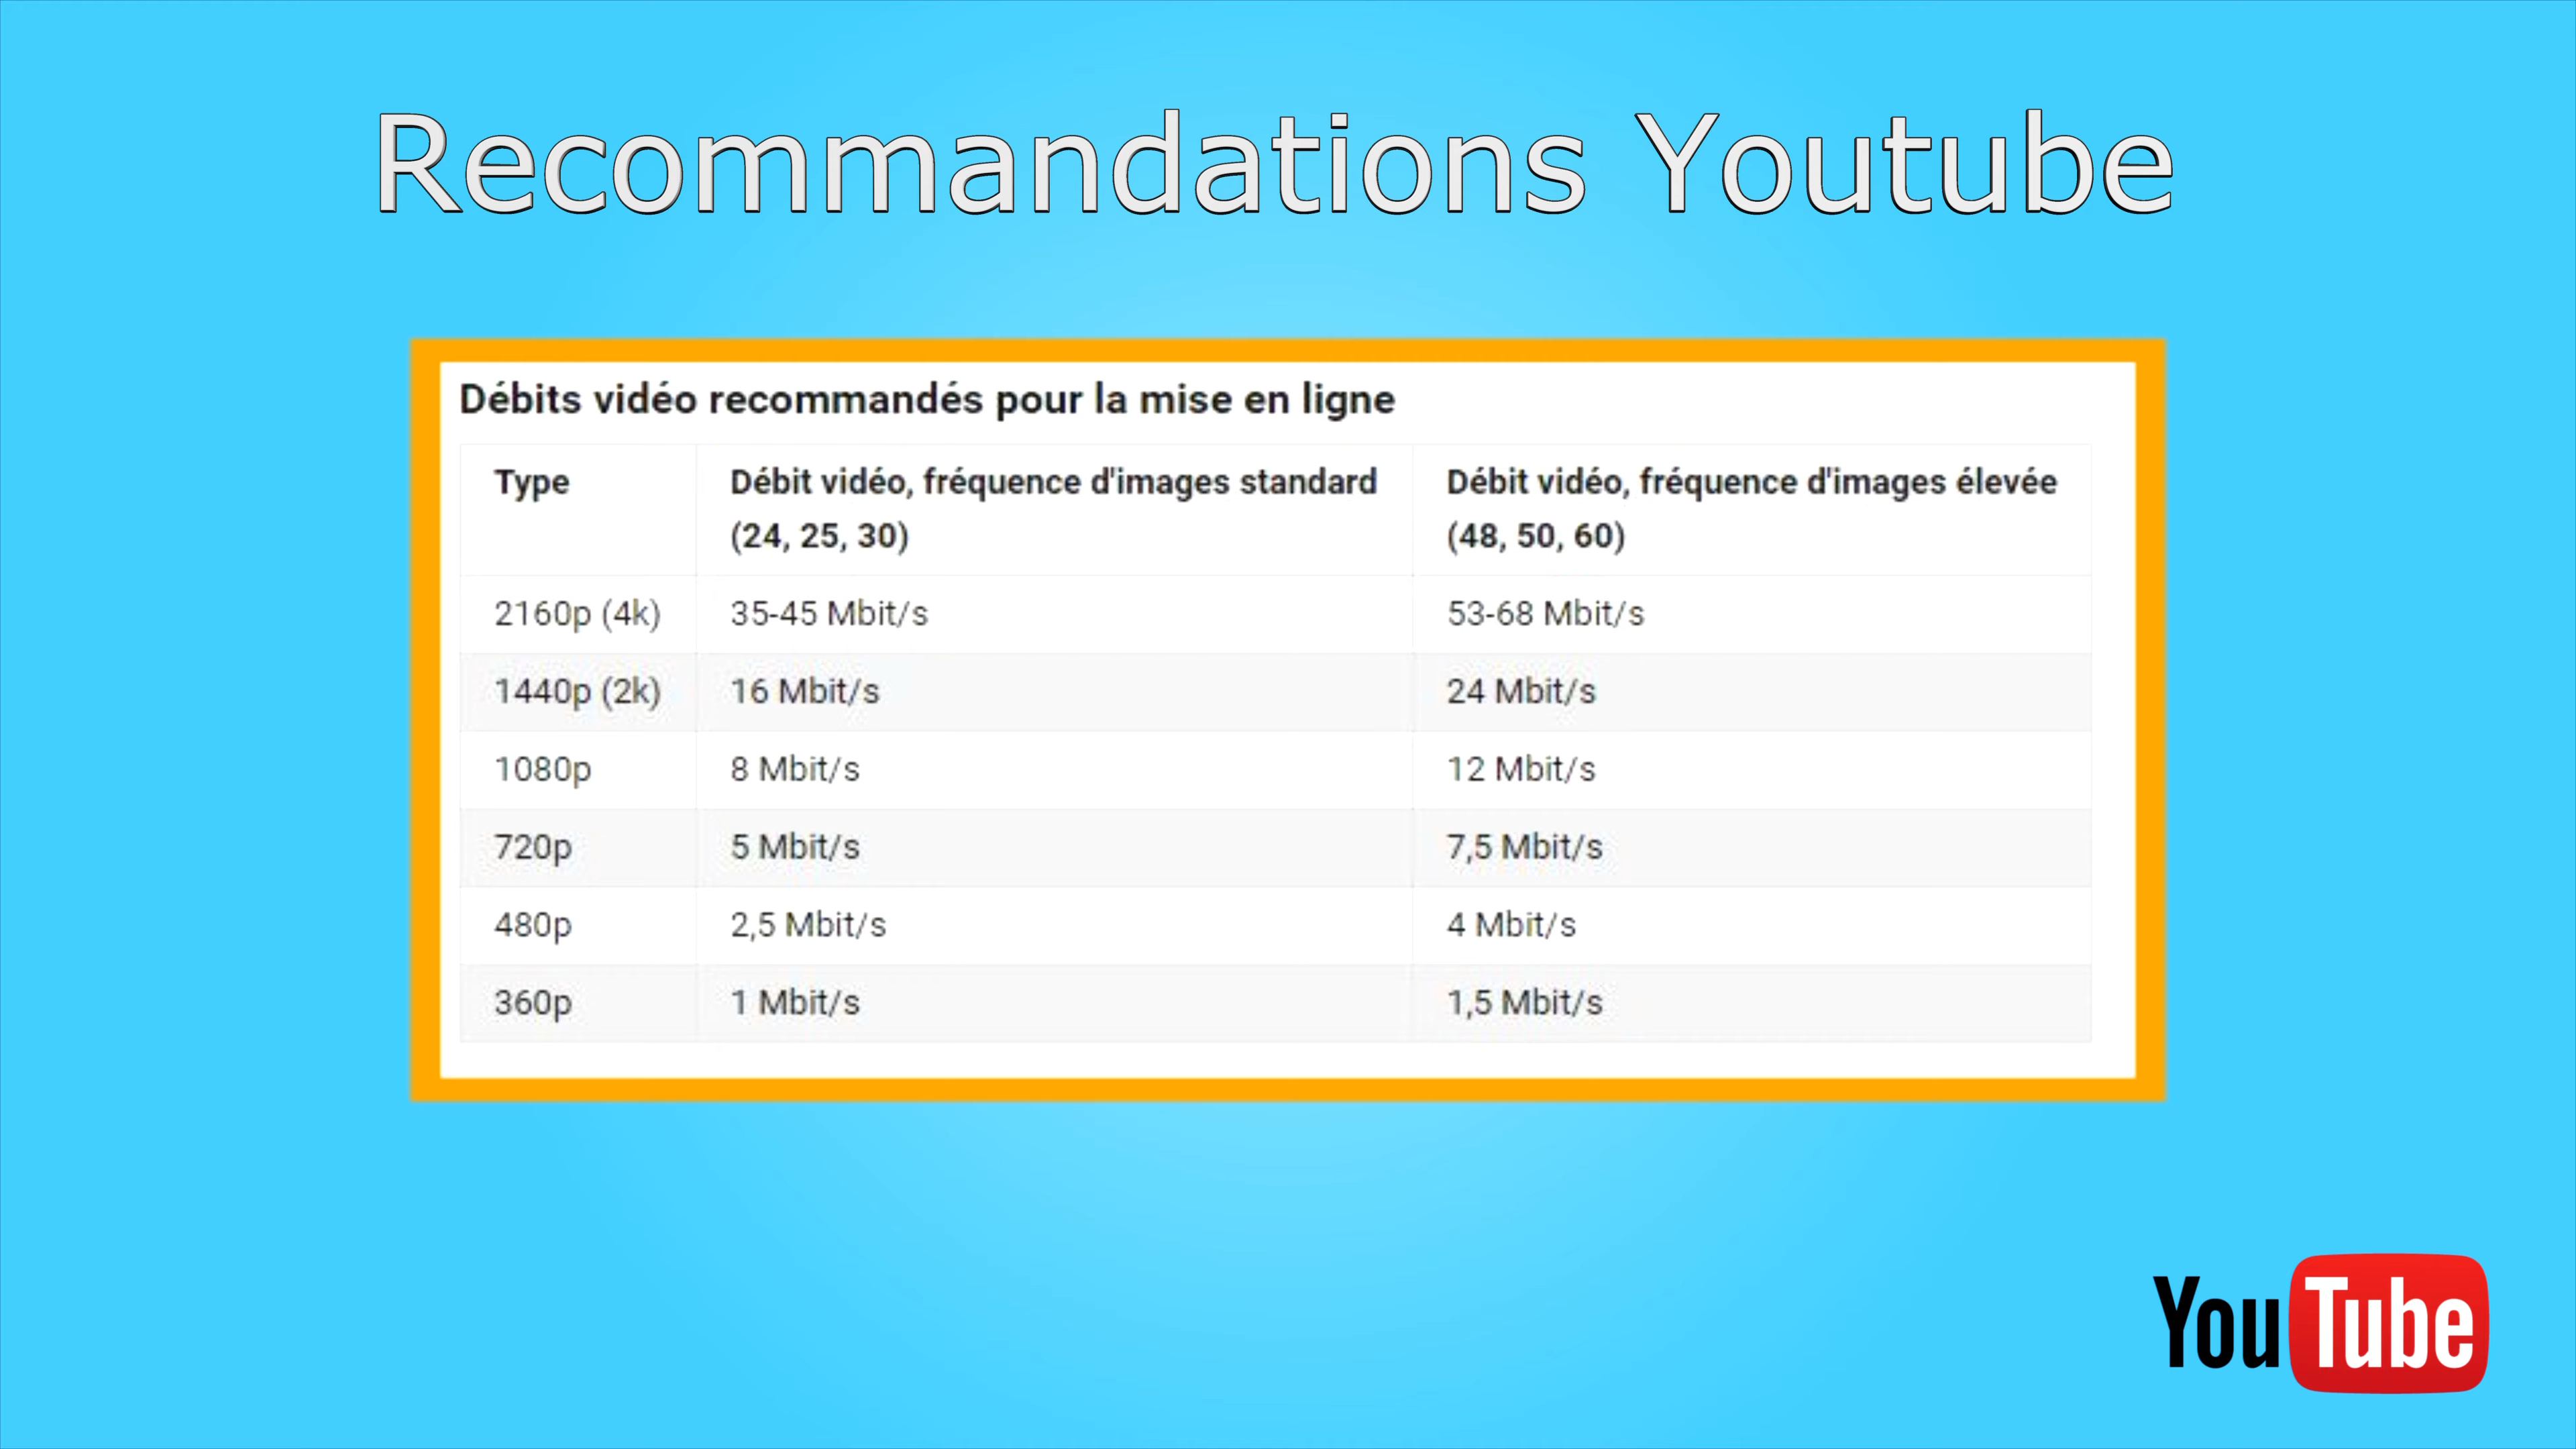 Recommandations Youtube
Débits vidéo recommandés pour la mise en ligne
Type Débit vidéo, fréquence d'images standard Débit vidéo, fréquence d'images élevée
(24, 25, 30) (48, 50, 60)
2160p (4k) 35-45 Mbit/s 53-68 Mbit/s
1440p (2k) 16 Mbit/s 24 Mbit/s
1080p 8 Mbit/s 12 Mbit/s
720p 5 Mbit/s 7,5 Mbit/s
480p 2,5 Mbit/s 4 Mbit/s
360p 1 Mbit/s 1,5 Mbit/s
YouTube